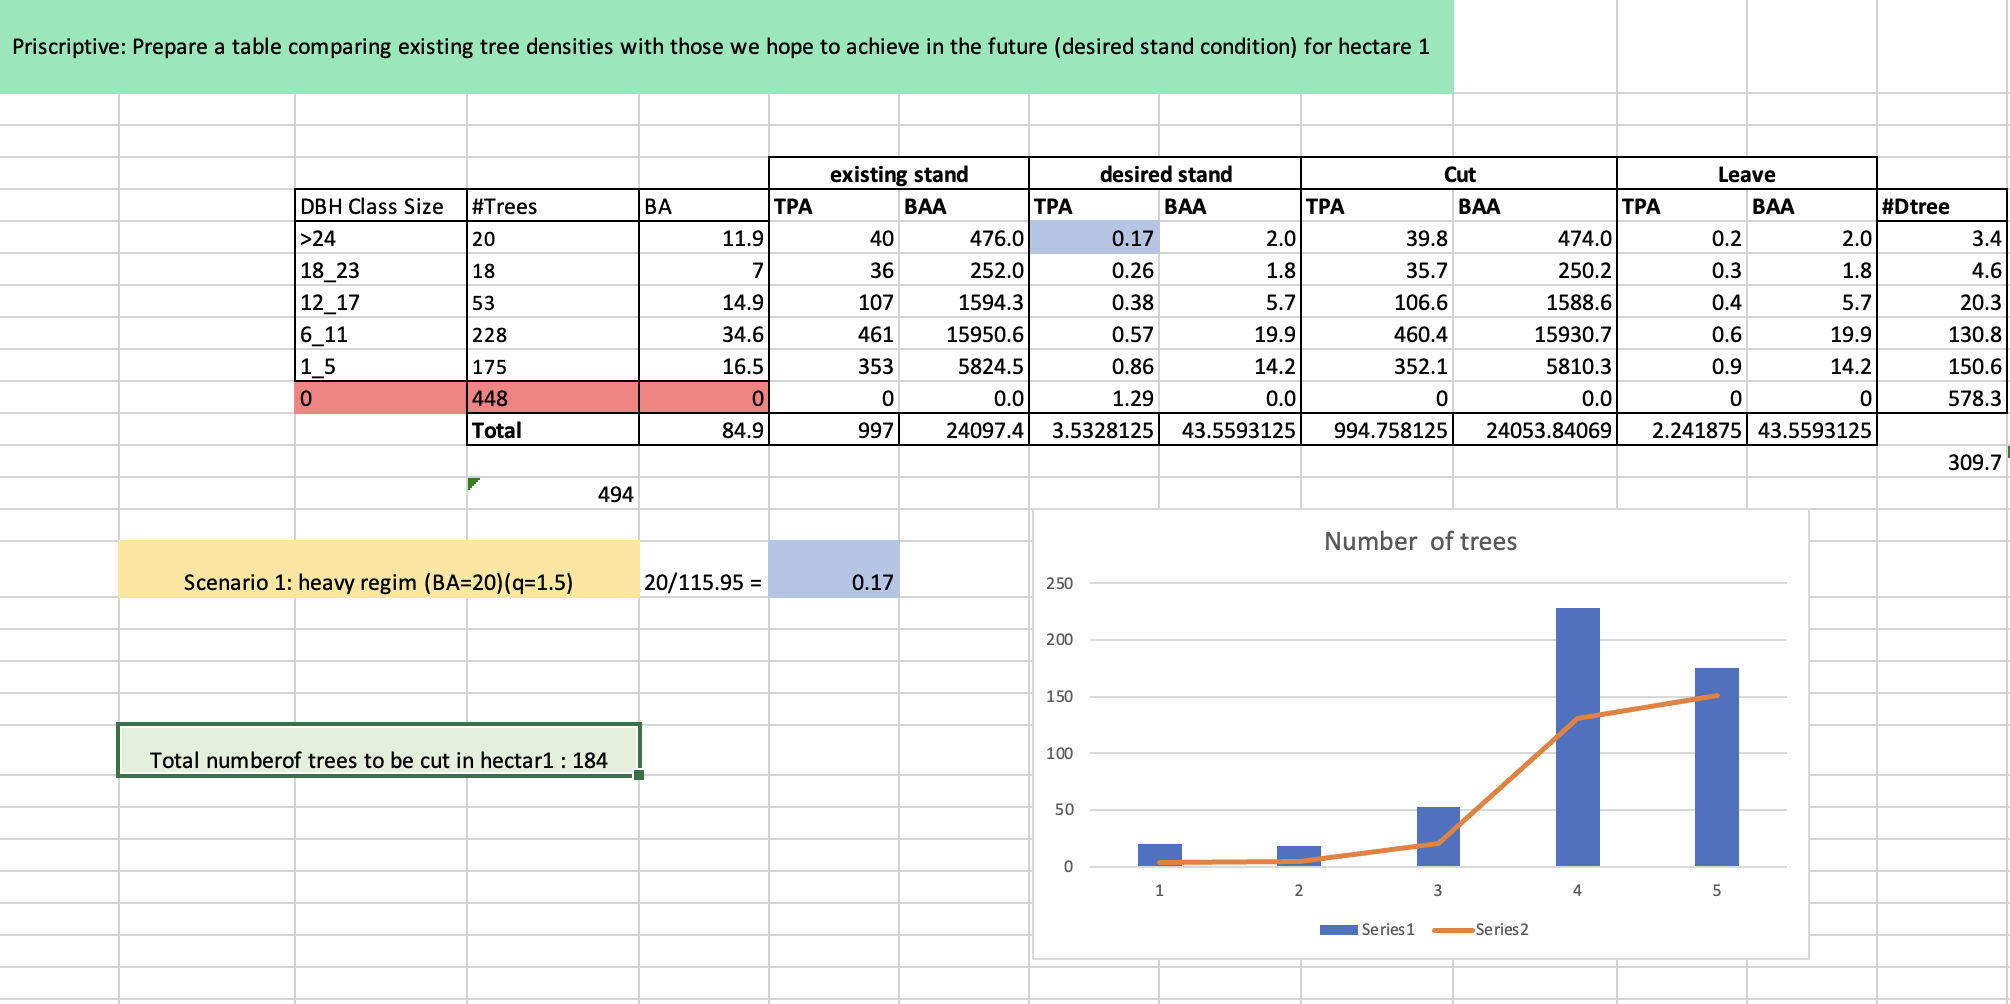 Priscriptive: Prepare a table comparing existing tree densities with those we hope to achieve in the future (desired stand condition) for hectare 1
existing stand desired stand Cut Leave
DBH Class Size #Trees BA TPA BAA TPA BAA TPA BAA TPA BAA #Dtree
>24 20 11.9 40 476.0 0.17 2.0 39.8 474.0 0.2 2.0 3.4
18_23 18 7 36 252.0 0.26 1.8 35.7 250.2 0.3 1.8 4.6
12_17 53 14.9 107 1594.3 0.38 5.7 106.6 1588.6 0.4 5.7 20.3
6_11 228 34.6 461 15950.6 0.57 19.9 460.4 15930.7 0.6 19.9 130.8
1_5 175 16.5 353 5824.5 0.86 14.2 352.1 5810.3 0.9 14.2 150.6
0 448 0 0 0.0 1.29 0.0 0 0.0 0 0 578.3
Total 84.9 997 24097.4 3.5328125 43.5593125 994.758125 24053.84069 2.241875 43.5593125
309.7
494
Scenario 1: heavy regim (BA=20)(q=1.5) 20/115.95 = 0.17
Total numberof trees to be cut in hectar1 : 184
Number of trees
250
200
150
100
50
0
1 2 3 4 5
Series1 Series2